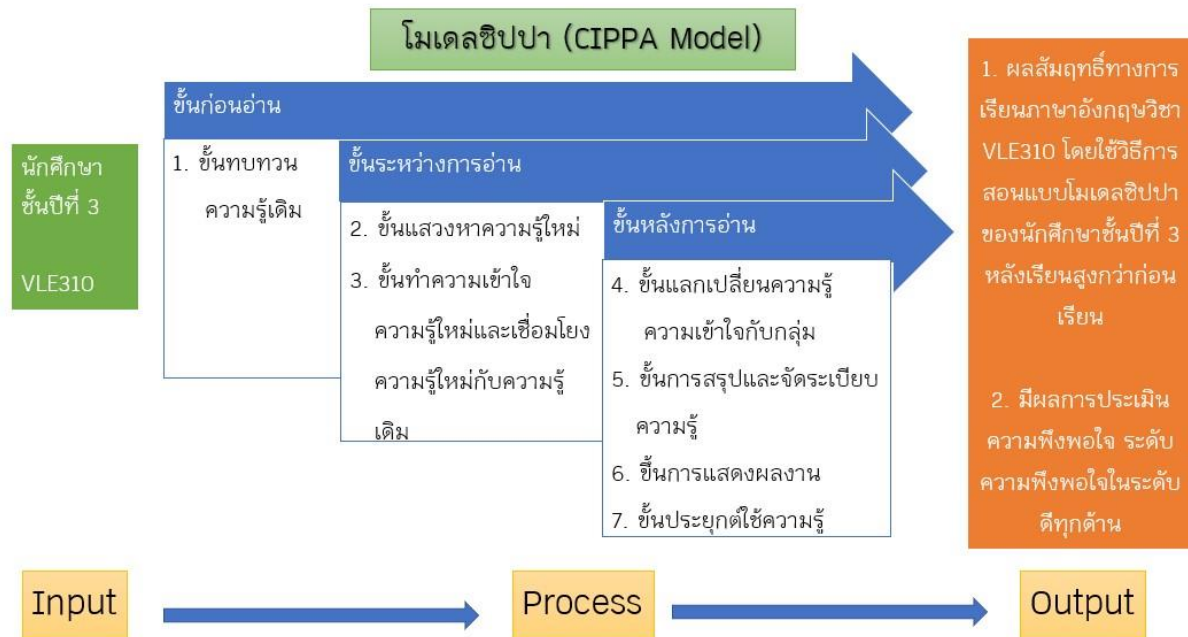 โมเดลซิปปา (CIPPA Model)
นักศึกษา
ชั้นปีที่ 3
VLE310
ขั้นก่อนอ่าน
1. ขั้นทบทวน
ความรู้เดิม
ขั้นระหว่างการอ่าน
2. ขั้นแสวงหาความรู้ใหม่
3. ขั้นทำความเข้าใจ
ความรู้ใหม่และเชื่อมโยง
ความรู้ใหม่กับความรู้
เดิม
ขั้นหลังการอ่าน
4. ขั้นแลกเปลี่ยนความรู้
ความเข้าใจกับกลุ่ม
5. ขั้นการสรุปและจัดระเบียบ
ความรู้
6. ขึ้นการแสดงผลงาน
7. ขั้นประยุกต์ใช้ความรู้
1. ผลสัมฤทธิ์ทางการ
เรียนภาษาอังกฤษวิชา
VLE310 โดยใช้วิธีการ
สอนแบบโมเดลซิปปา
ของนักศึกษาชั้นปีที่ 3
หลังเรียนสูงกว่าก่อน
เรียน
2. มีผลการประเมิน
ความพึงพอใจ ระดับ
ความพึงพอใจในระดับ
ดีทุกด้าน
Input
Process
Output